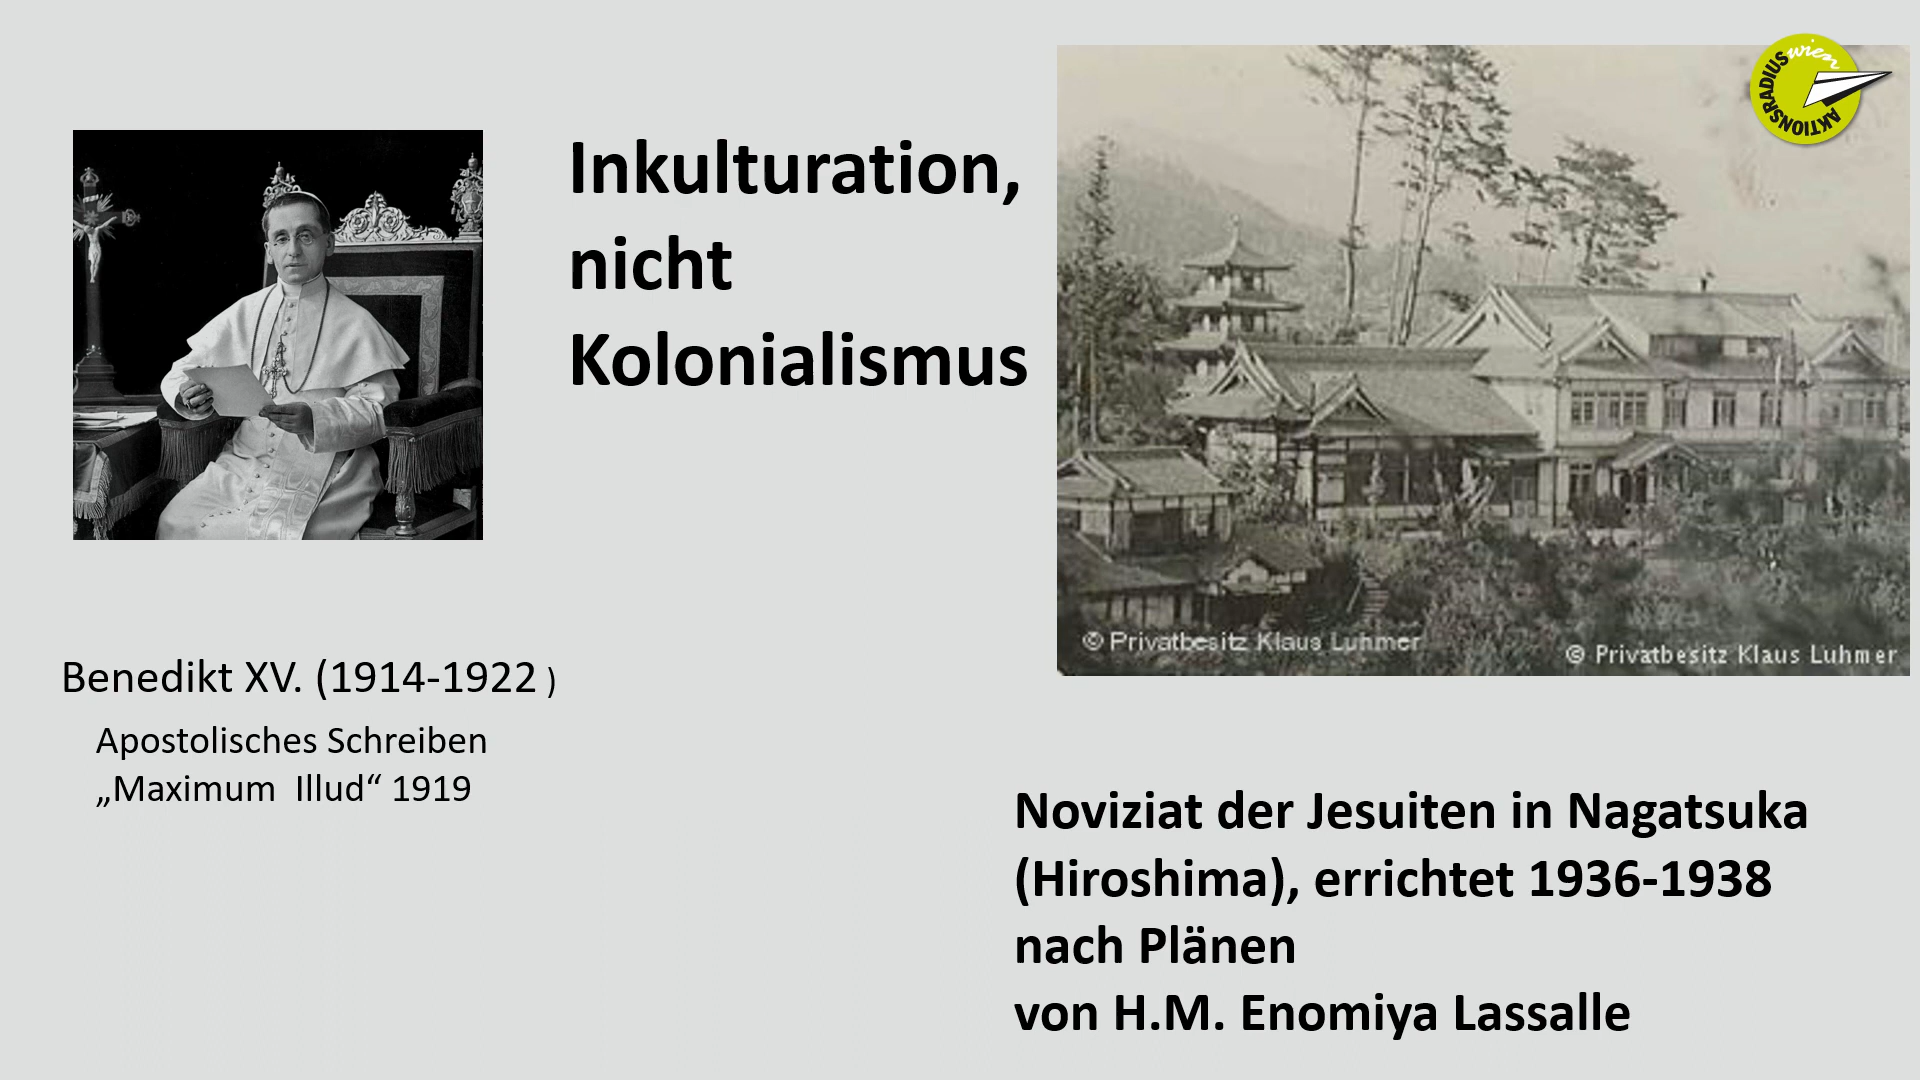 Inkulturation,
nicht
Kolonialismus
AKTIONSRADIUS wien
© Privatbesitz Klaus Luhmer
© Privatbesitz Klaus Luhmer
Benedikt XV. (1914-1922 )
Apostolisches Schreiben
„Maximum Illud“ 1919
Noviziat der Jesuiten in Nagatsuka
(Hiroshima), errichtet 1936-1938
nach Plänen
von H.M. Enomiya Lassalle